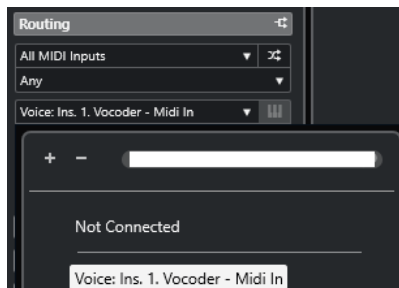 Routing
All MIDI Inputs
Any
Voice: Ins. 1. Vocoder - Midi In
Not Connected
Voice: Ins. 1. Vocoder - Midi In